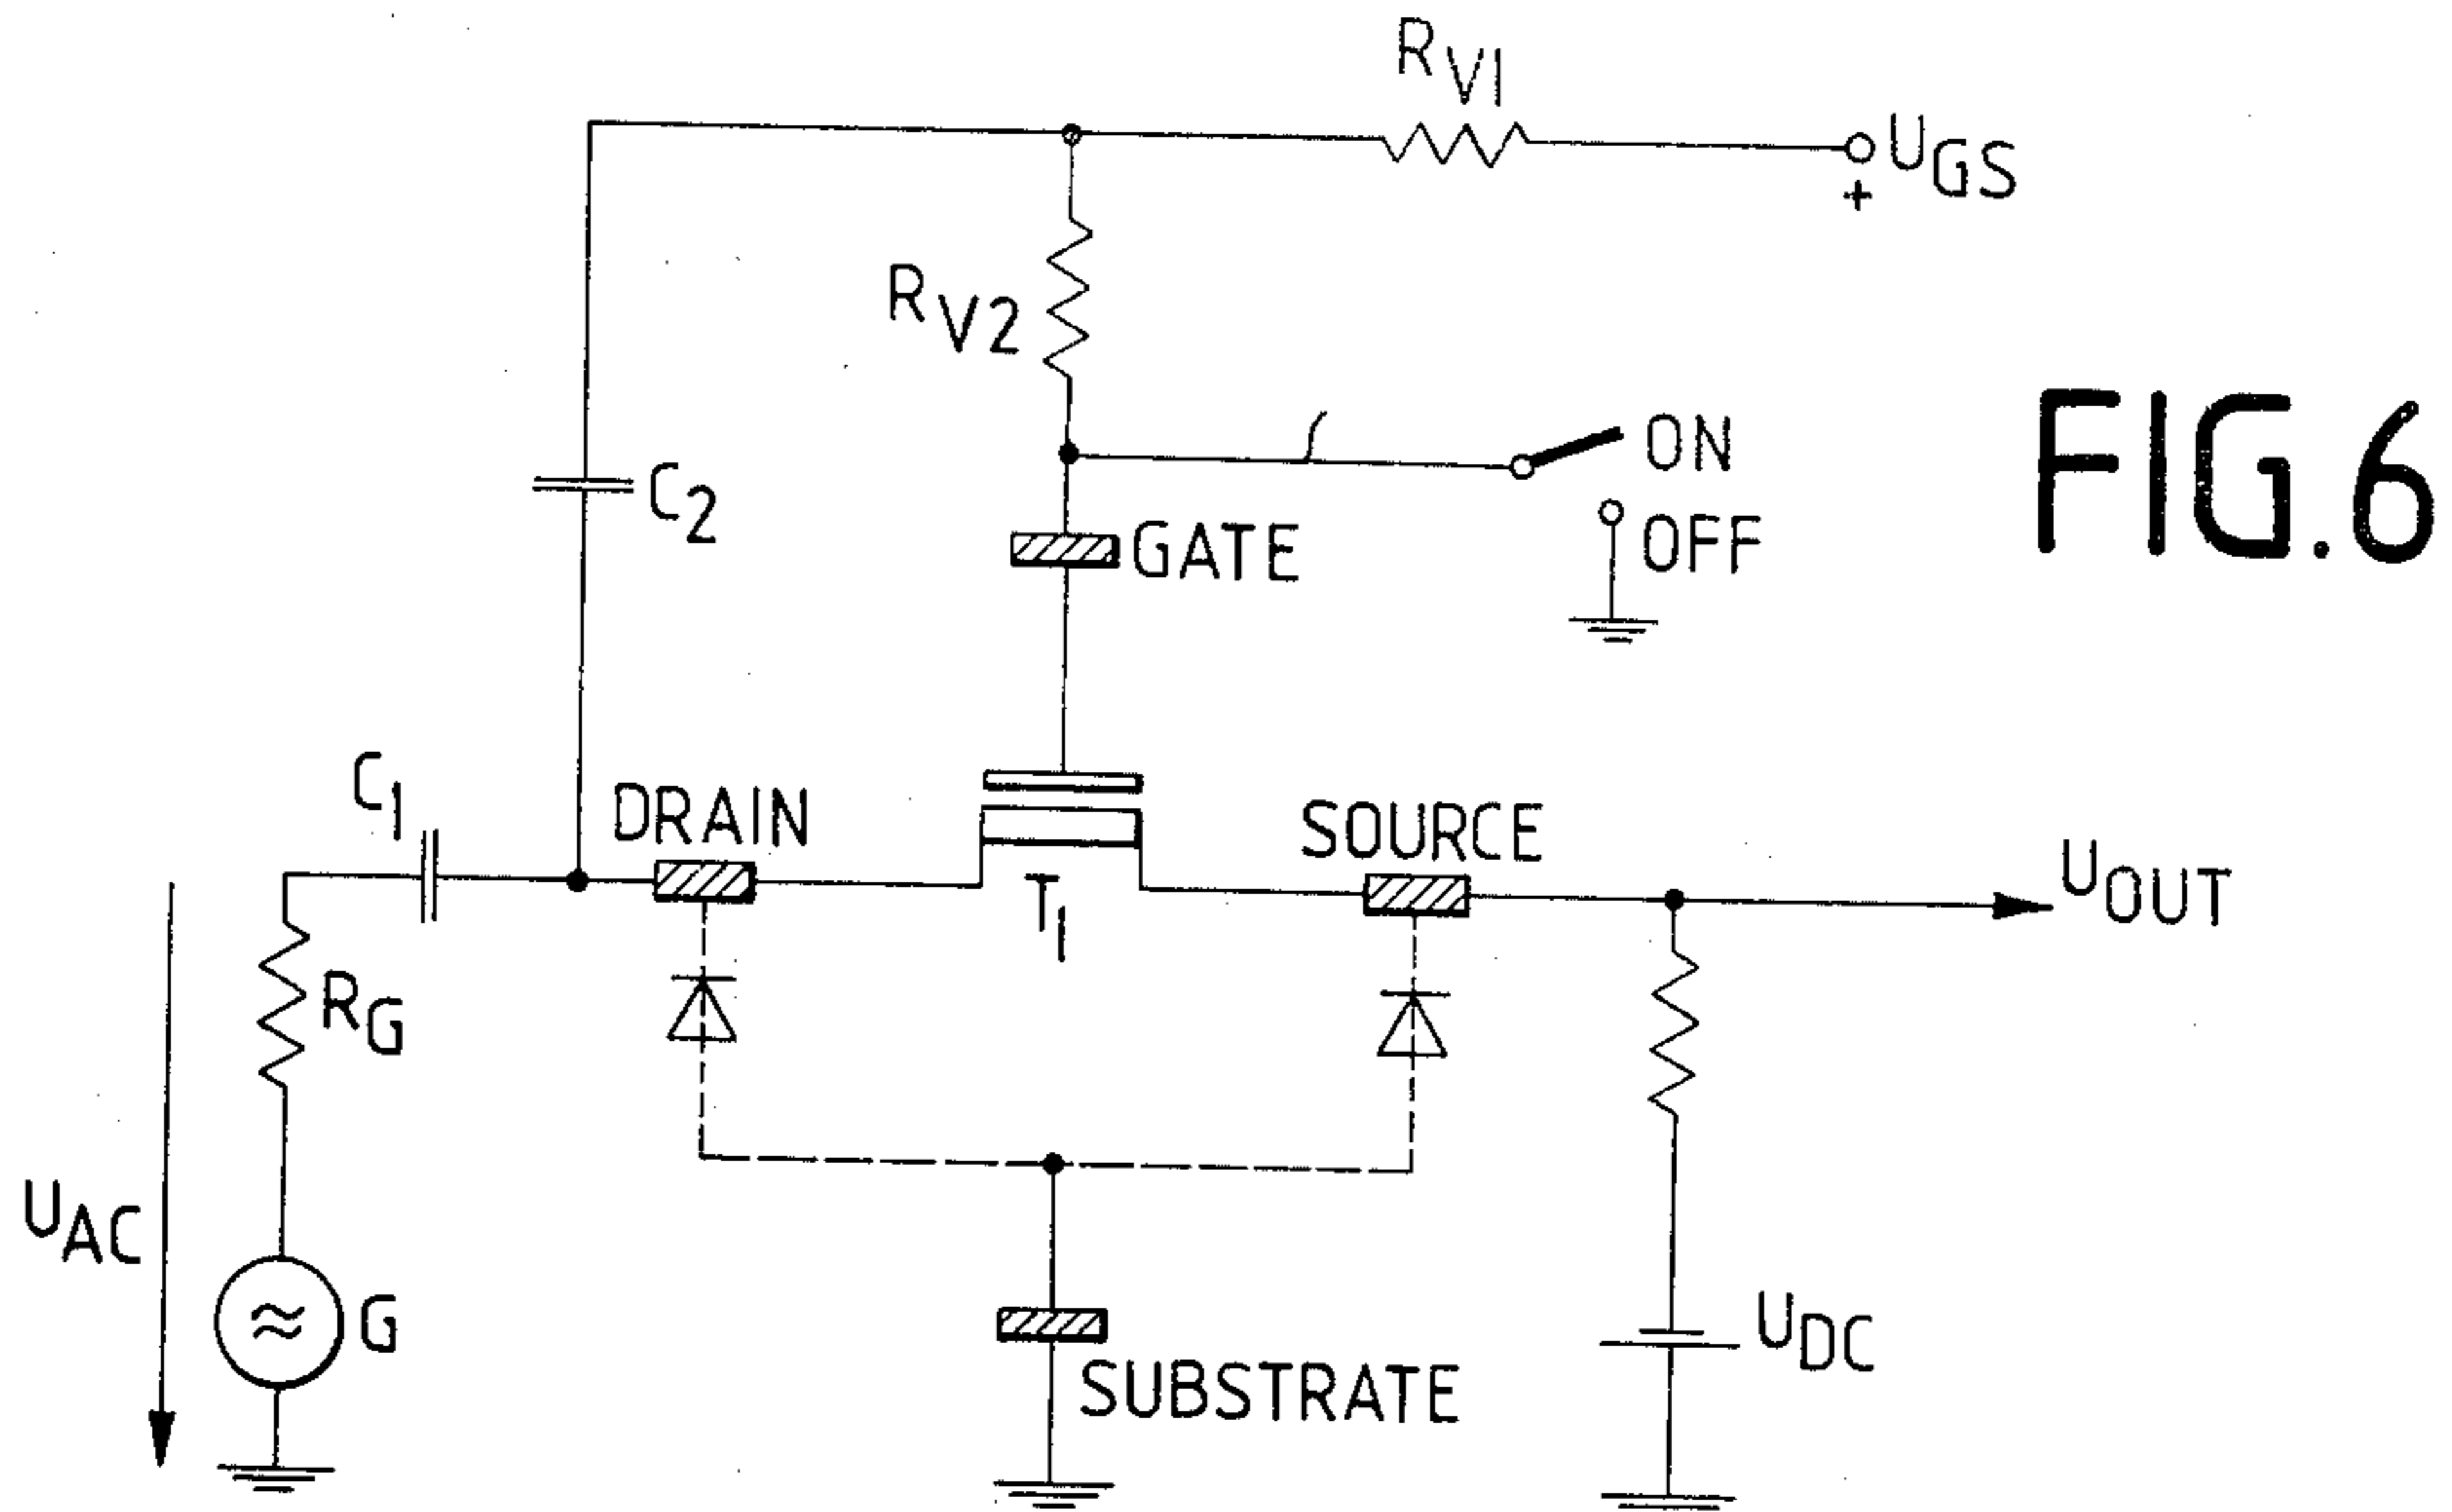 RV1
UGS
+
RV2
ON
OFF
FIG.6
C2
GATE
C1
DRAIN
SOURCE
UOUT
T1
RG
UAC
G
UDC
SUBSTRATE